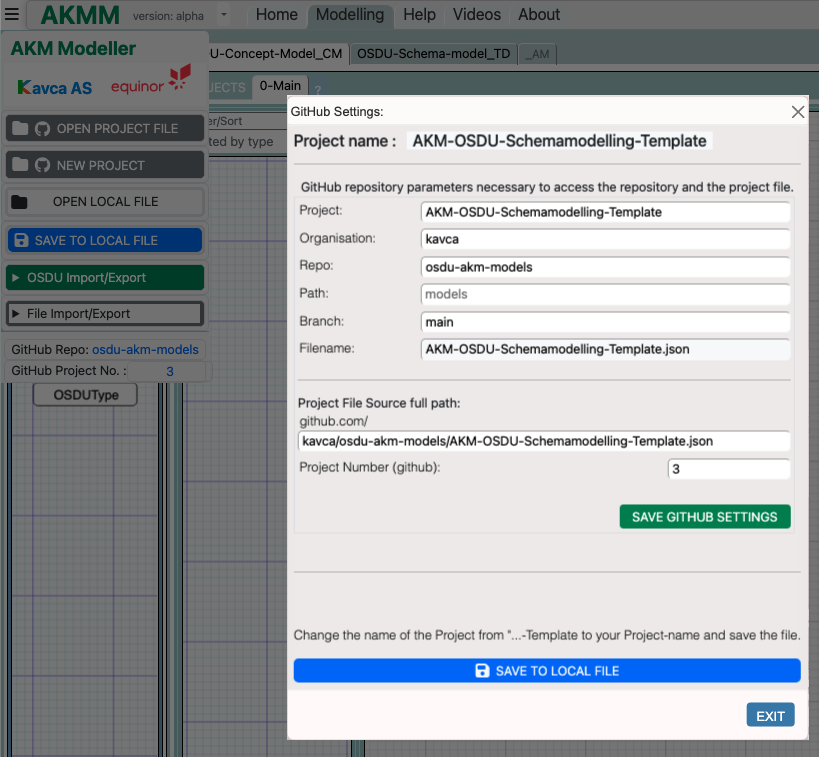 AKMM version: alpha Home Modelling Help Videos About
AKM Modeller
U-Concept-Model_CM OSDU-Schema-model_TD _AM
Kavca AS equinor
JECTS 0-Main ?
er/Sort
ted by type
OPEN PROJECT FILE
NEW PROJECT
OPEN LOCAL FILE
SAVE TO LOCAL FILE
OSDU Import/Export
File Import/Export
GitHub Repo: osdu-akm-models
GitHub Project No. : 3
OSDUType
GitHub Settings:
Project name : AKM-OSDU-Schemamodelling-Template
GitHub repository parameters necessary to access the repository and the project file.
Project: AKM-OSDU-Schemamodelling-Template
Organisation: kavca
Repo: osdu-akm-models
Path: models
Branch: main
Filename: AKM-OSDU-Schemamodelling-Template.json
Project File Source full path:
github.com/
kavca/osdu-akm-models/AKM-OSDU-Schemamodelling-Template.json
Project Number (github): 3
SAVE GITHUB SETTINGS
Change the name of the Project from "...-Template to your Project-name and save the file.
SAVE TO LOCAL FILE
EXIT